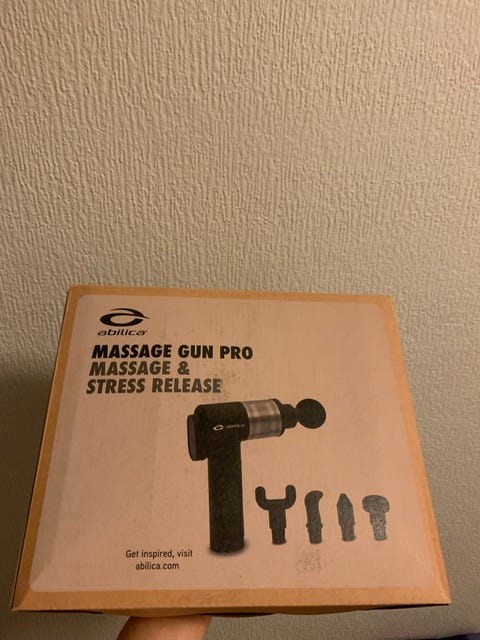 abilica
MASSAGE GUN PRO
MASSAGE &
STRESS RELEASE
abilica
Get inspired, visit
abilica.com